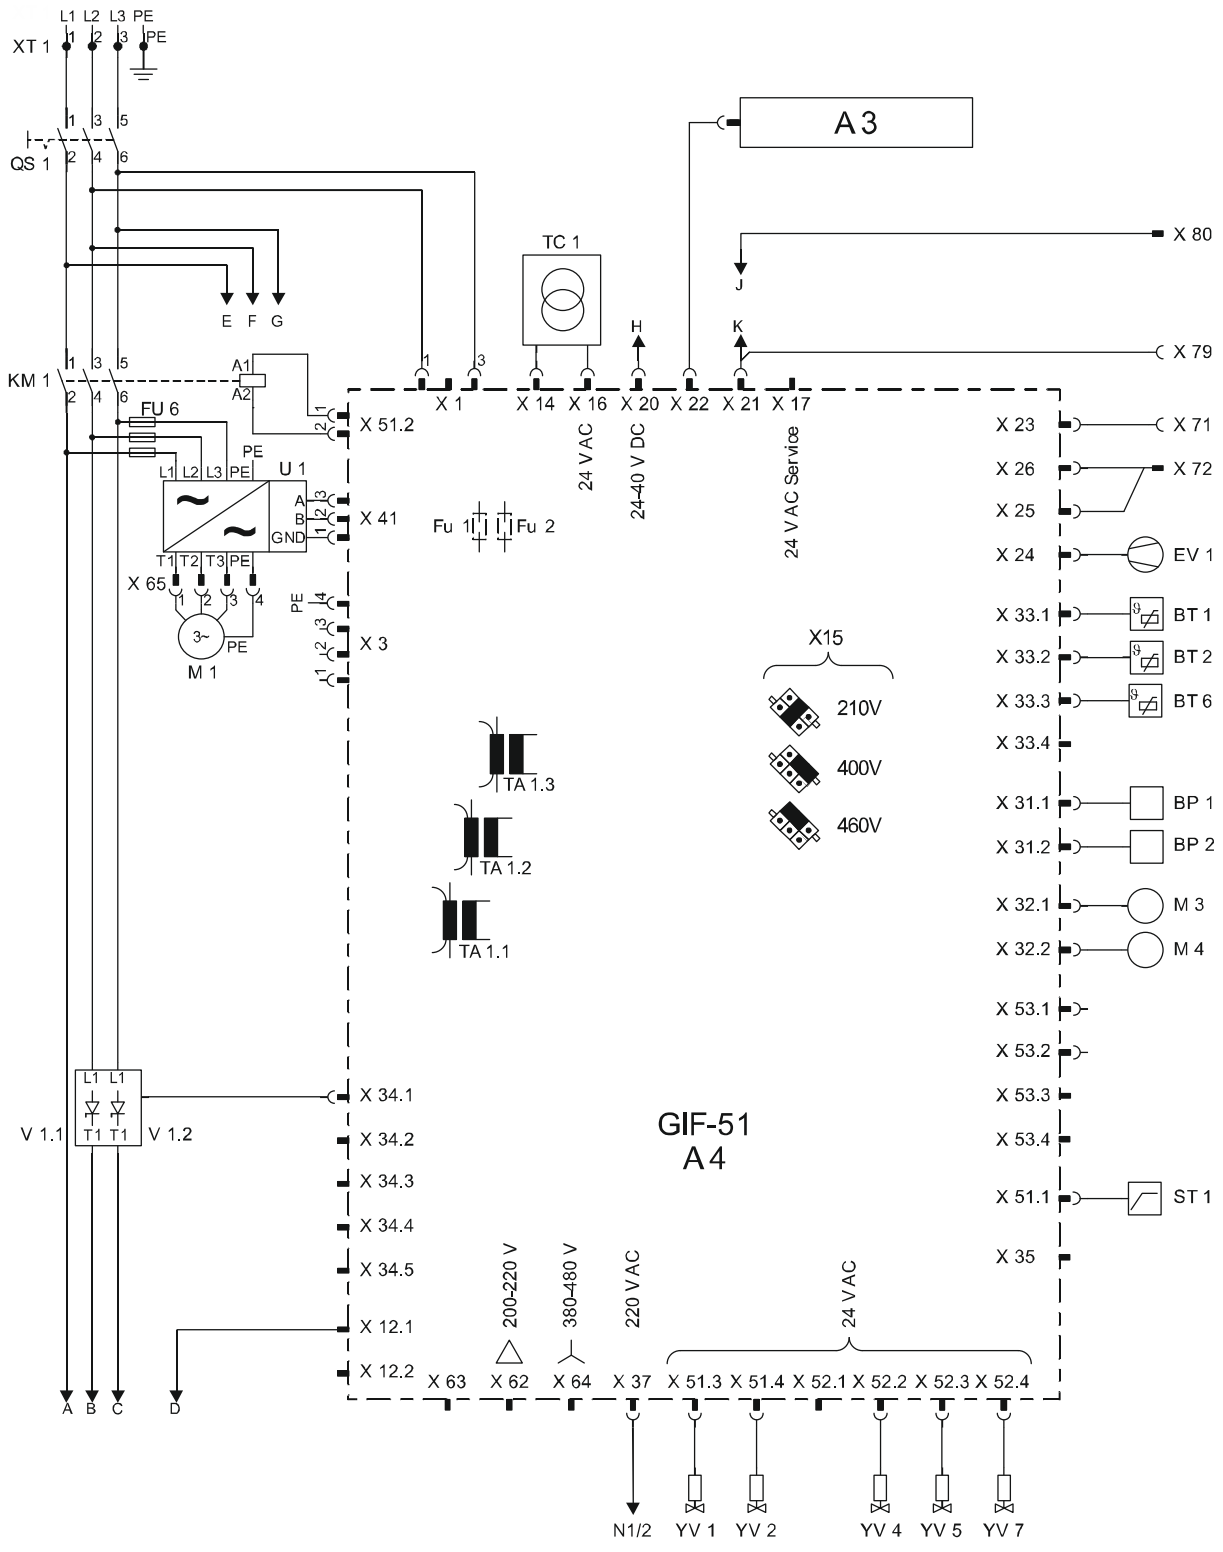 L1 L2 L3 PE
XT 1 1 2 3 PE
1 3 5
QS 1 2 4 6
A 3
X 80
TC 1
J
E F G
H K
1 3
X 79
KM 1 1 3 5 A1
2 4 6 A2
FU 6
1
2
X 51.2
X 1 X 14 X 16 X 20 X 22 X 21 X 17
24 V AC
24-40 V DC
24 V AC Service
X 23 X 71
X 26 X 72
X 25
X 24 EV 1
PE
L1 L2 L3 PE U 1
A 3
B 2
GND 1
X 41
Fu 1 Fu 2
T1 T2 T3 PE
X 65 1 2 3 4
3~
PE
M 1
PE 4
3
2
1
X 3
X 33.1 ϑ BT 1
X 33.2 ϑ BT 2
X 33.3 ϑ BT 6
X 33.4
X15
210V
400V
460V
TA 1.3
TA 1.2
TA 1.1
X 31.1 BP 1
X 31.2 BP 2
X 32.1 M 3
X 32.2 M 4
X 53.1
X 53.2
X 53.3
X 53.4
X 51.1 ST 1
X 35
L1 L1
V 1.1 T1 T1 V 1.2
X 34.1
X 34.2
X 34.3
X 34.4
X 34.5
X 12.1
X 12.2
GIF-51
A 4
200-220 V
380-480 V
220 V AC
24 V AC
X 63 X 62 X 64 X 37 X 51.3 X 51.4 X 52.1 X 52.2 X 52.3 X 52.4
A B C D
N1/2 YV 1 YV 2 YV 4 YV 5 YV 7